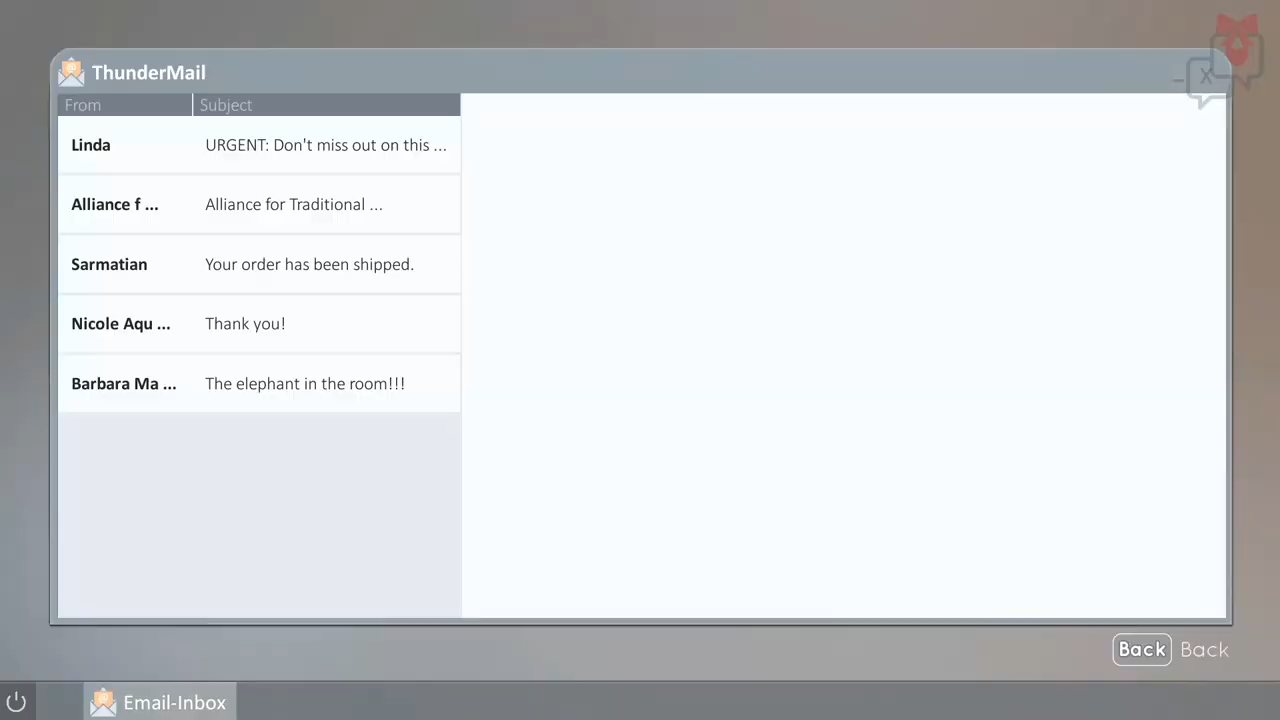 ThunderMail
X
From Subject
Linda URGENT: Don't miss out on this ...
Alliance f ... Alliance for Traditional ...
Sarmatian Your order has been shipped.
Nicole Aqu ... Thank you!
Barbara Ma ... The elephant in the room!!!
Back Back
Email-Inbox